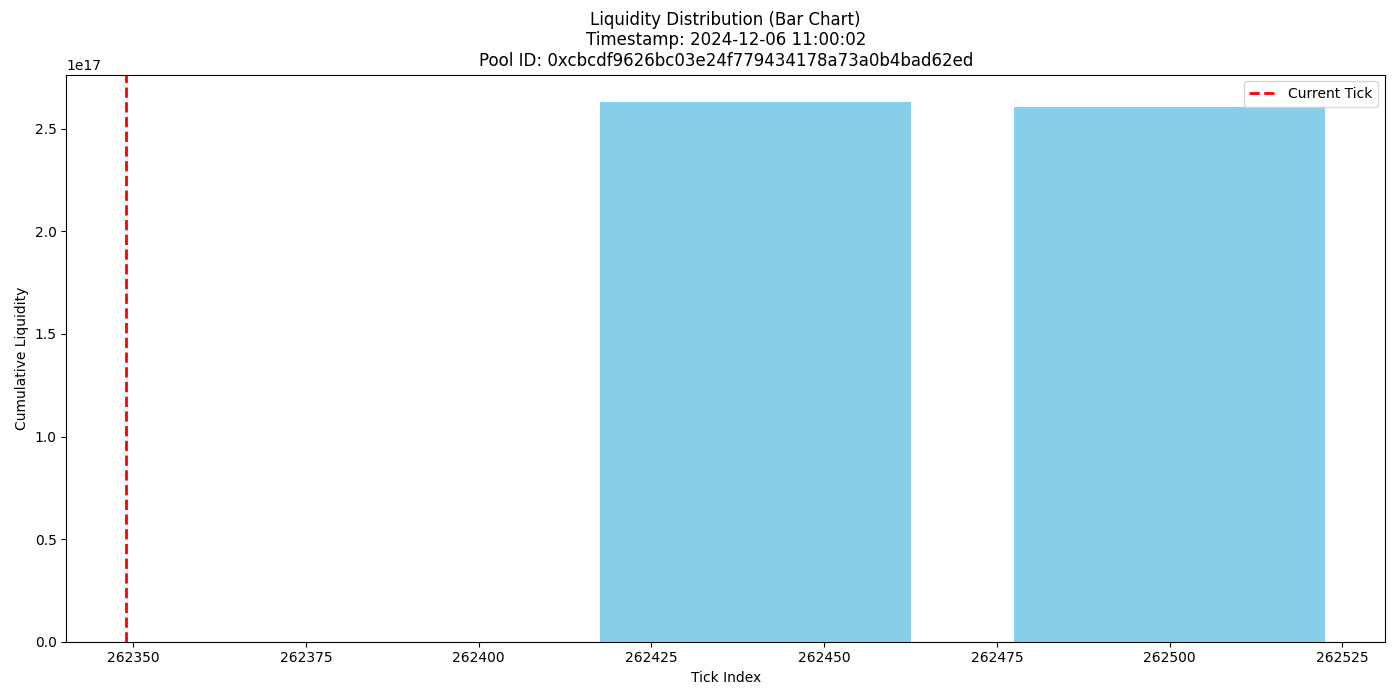 Liquidity Distribution (Bar Chart)
Timestamp: 2024-12-06 11:00:02
Pool ID: 0xcbcdf9626bc03e24f779434178a73a0b4bad62ed
1e17
Current Tick
2.5
2.0
1.5
1.0
0.5
0.0
Cumulative Liquidity
262350 262375 262400 262425 262450 262475 262500 262525
Tick Index